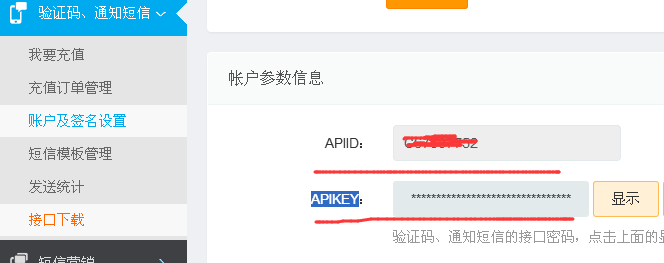 验证码、通知短信
我要充值
充值订单管理
账户及签名设置
短信模板管理
发送统计
接口下载
短信营销
帐户参数信息
APIID：
APIKEY：
*********************************
显示
验证码、通知短信的接口密码，点击上面的